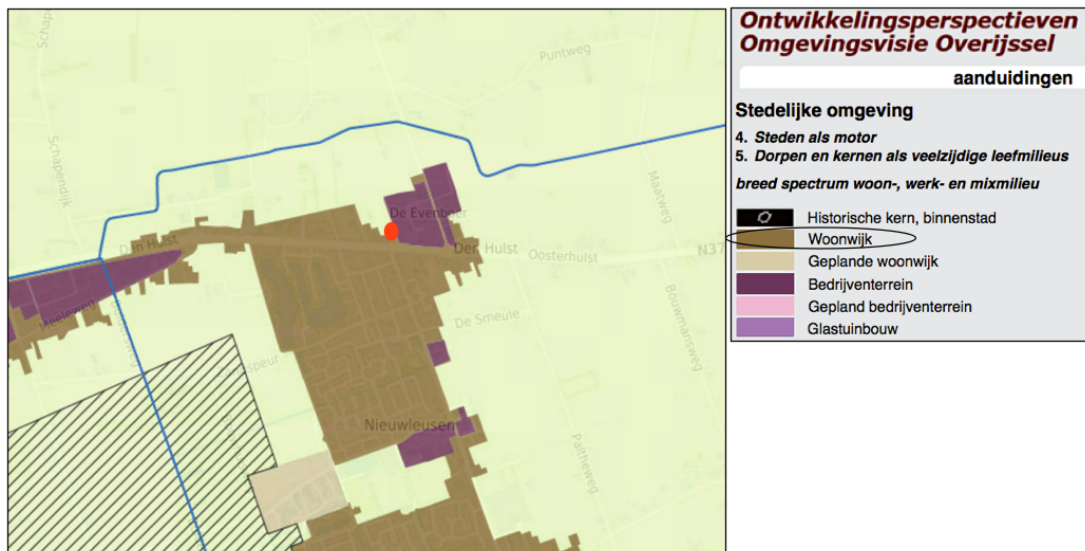 Schapendijk
Puntweg
Schapendijk
Maatweg
De Evenboer
Den Hulst
Den Hulst
Oosterhulst
N37
Meeleweg
Bouwmansweg
De Smeule
Nieuwleusen
Paltheweg
Ontwikkelingsperspectieven
Omgevingsvisie Overijssel
aanduidingen
Stedelijke omgeving
4. Steden als motor
5. Dorpen en kernen als veelzijdige leefmilieus
breed spectrum woon-, werk- en mixmilieu
Historische kern, binnenstad
Woonwijk
Geplande woonwijk
Bedrijventerrein
Gepland bedrijventerrein
Glastuinbouw